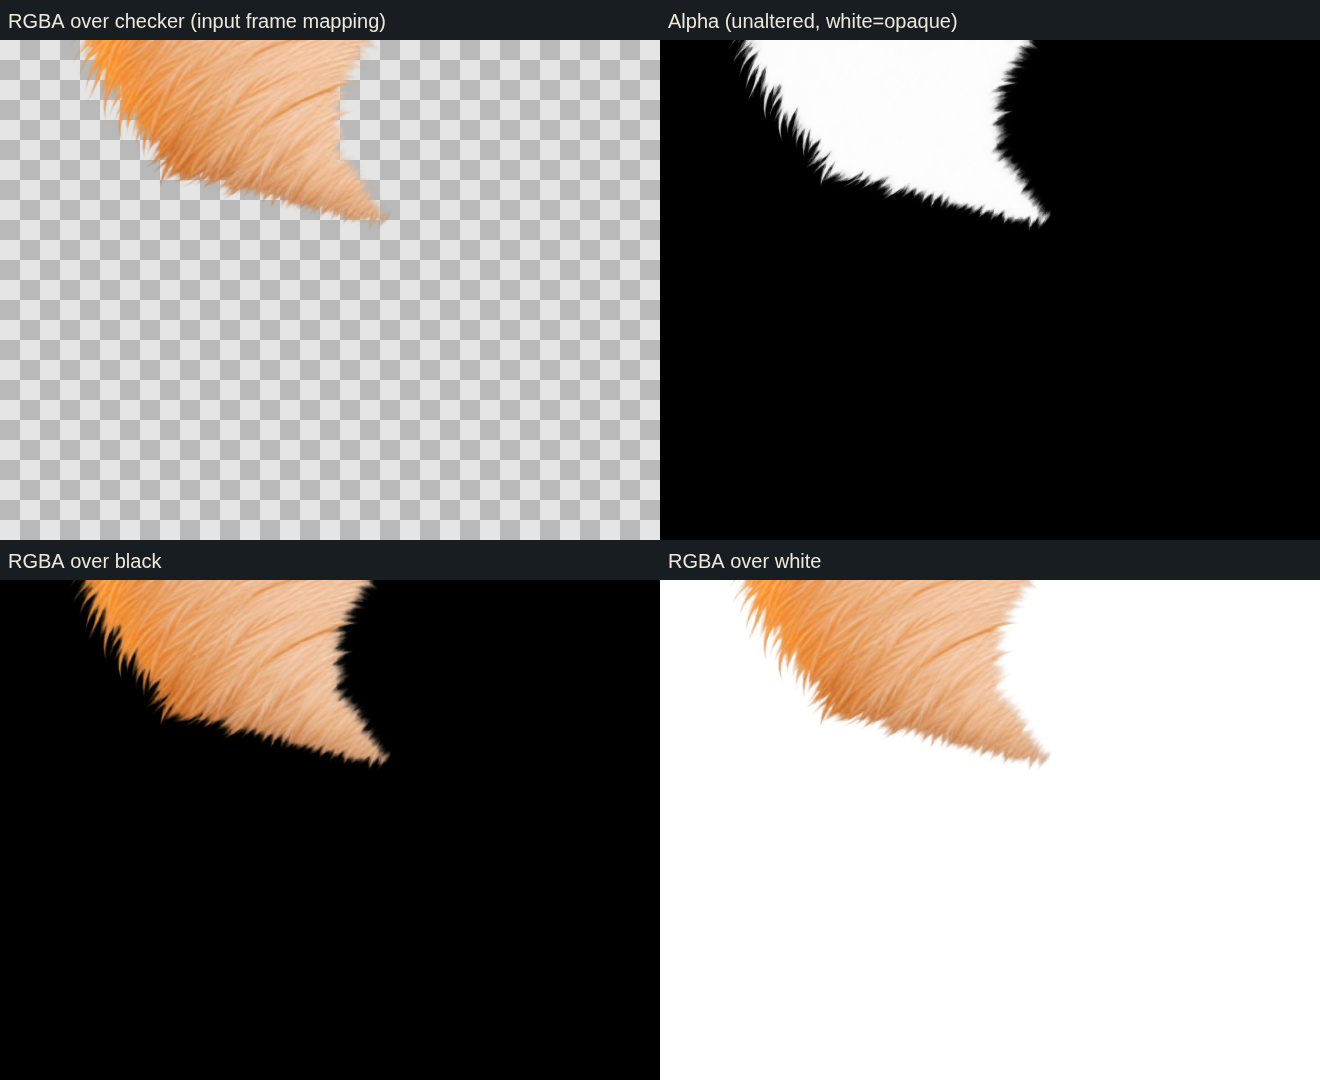 RGBA over checker (input frame mapping)
Alpha (unaltered, white=opaque)
RGBA over black
RGBA over white